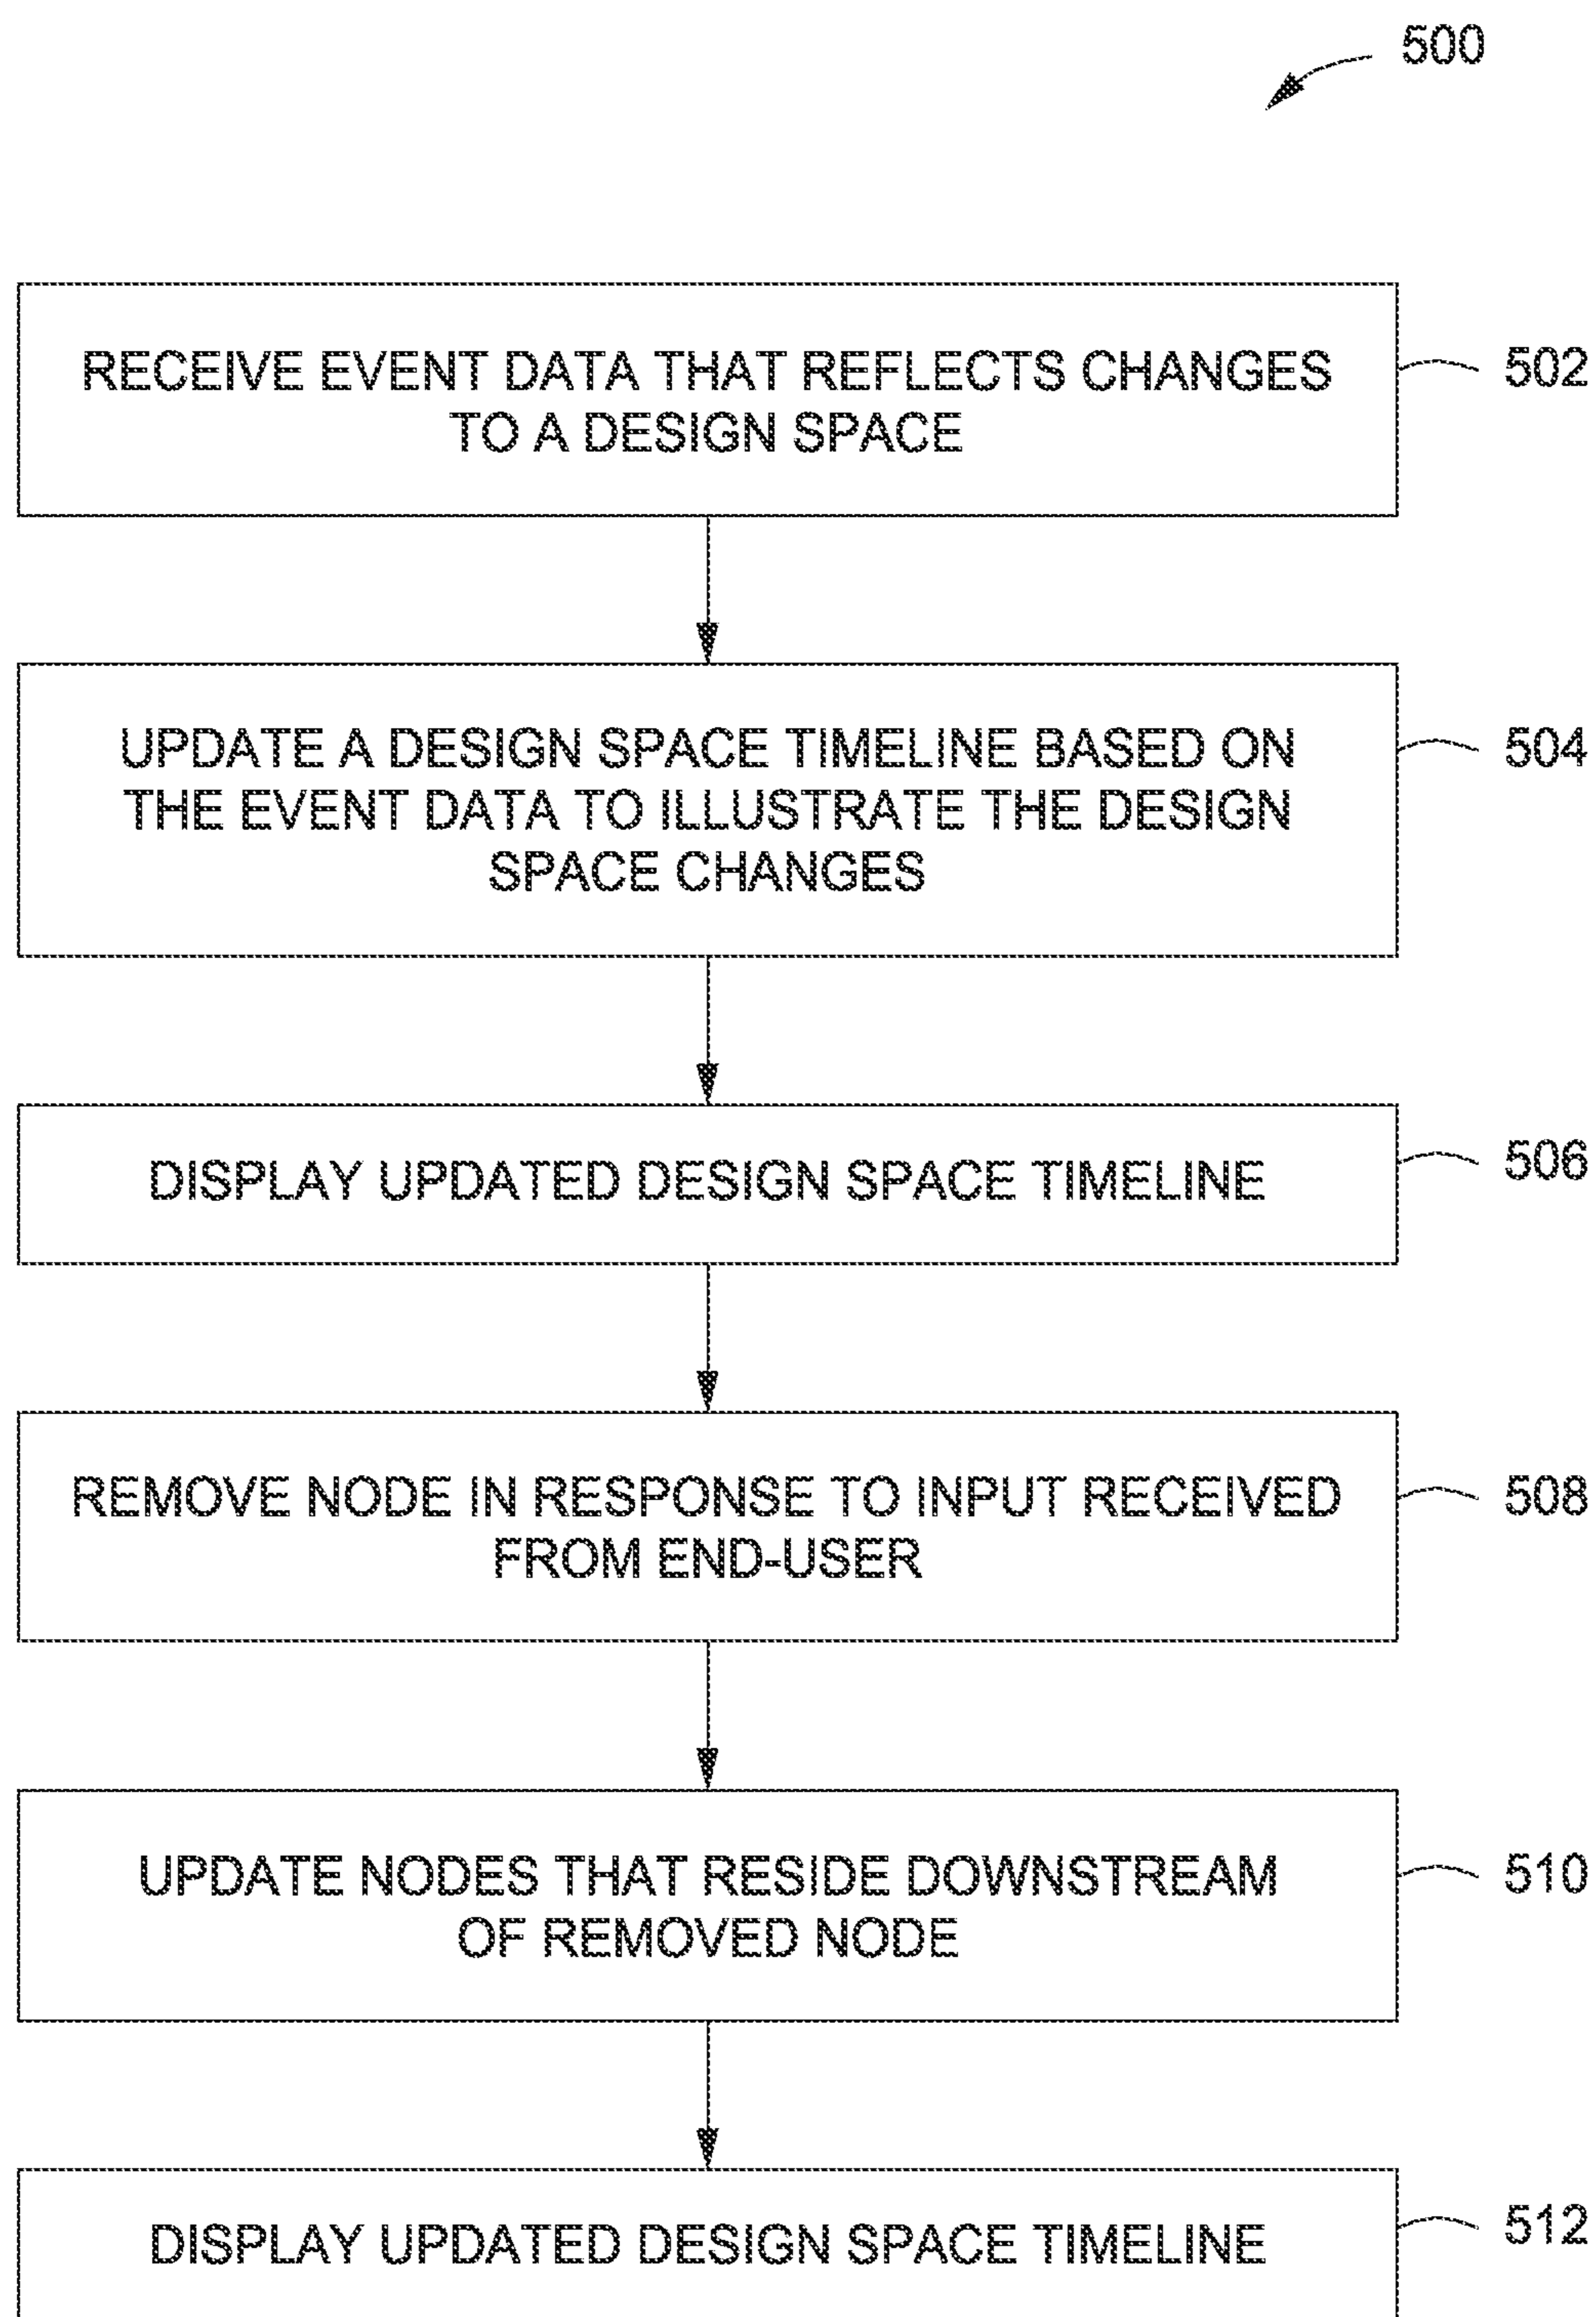 500
RECEIVE EVENT DATA THAT REFLECTS CHANGES
TO A DESIGN SPACE
502
UPDATE A DESIGN SPACE TIMELINE BASED ON
THE EVENT DATA TO ILLUSTRATE THE DESIGN
SPACE CHANGES
504
DISPLAY UPDATED DESIGN SPACE TIMELINE
506
REMOVE NODE IN RESPONSE TO INPUT RECEIVED
FROM END-USER
508
UPDATE NODES THAT RESIDE DOWNSTREAM
OF REMOVED NODE
510
DISPLAY UPDATED DESIGN SPACE TIMELINE
512